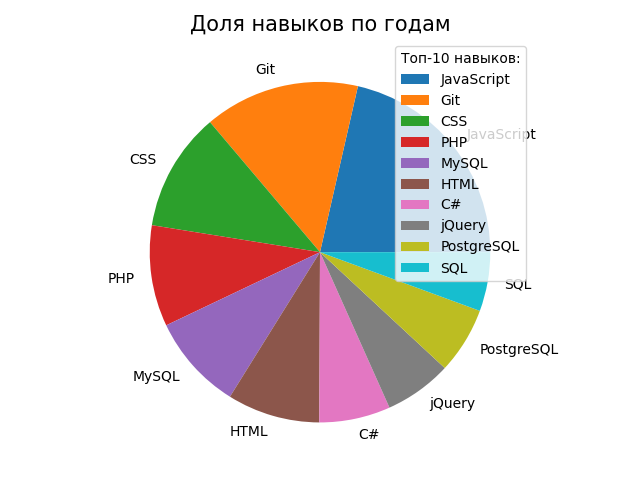 Доля навыков по годам
Топ-10 навыков:
JavaScript
Git
CSS
PHP
MySQL
HTML
C#
jQuery
PostgreSQL
SQL
JavaScript
Git
CSS
PHP
MySQL
HTML
C#
jQuery
PostgreSQL
SQL